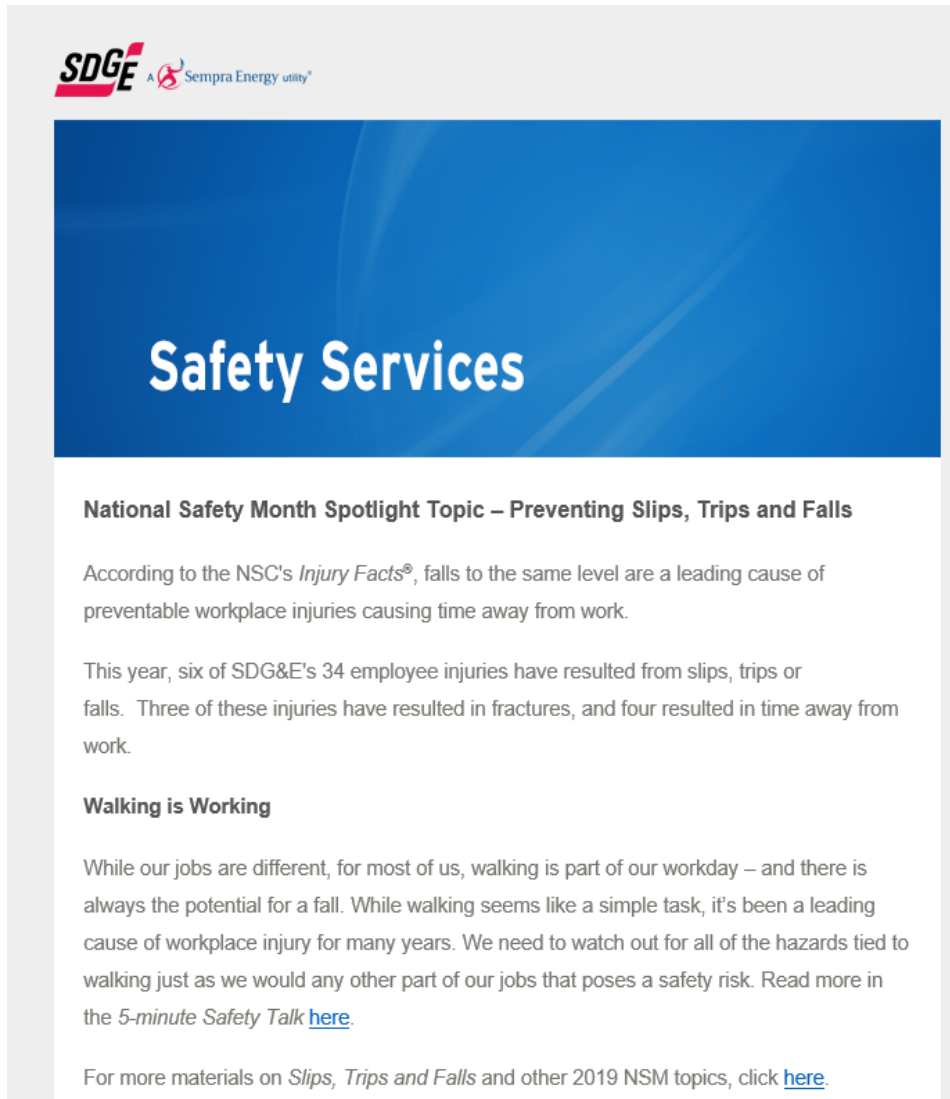 SDGE A Sempra Energy utility®
Safety Services
National Safety Month Spotlight Topic – Preventing Slips, Trips and Falls
According to the NSC's Injury Facts®, falls to the same level are a leading cause of
preventable workplace injuries causing time away from work.
This year, six of SDG&E's 34 employee injuries have resulted from slips, trips or
falls.  Three of these injuries have resulted in fractures, and four resulted in time away from
work.
Walking is Working
While our jobs are different, for most of us, walking is part of our workday – and there is
always the potential for a fall. While walking seems like a simple task, it’s been a leading
cause of workplace injury for many years. We need to watch out for all of the hazards tied to
walking just as we would any other part of our jobs that poses a safety risk. Read more in
the 5-minute Safety Talk here.
For more materials on Slips, Trips and Falls and other 2019 NSM topics, click here.